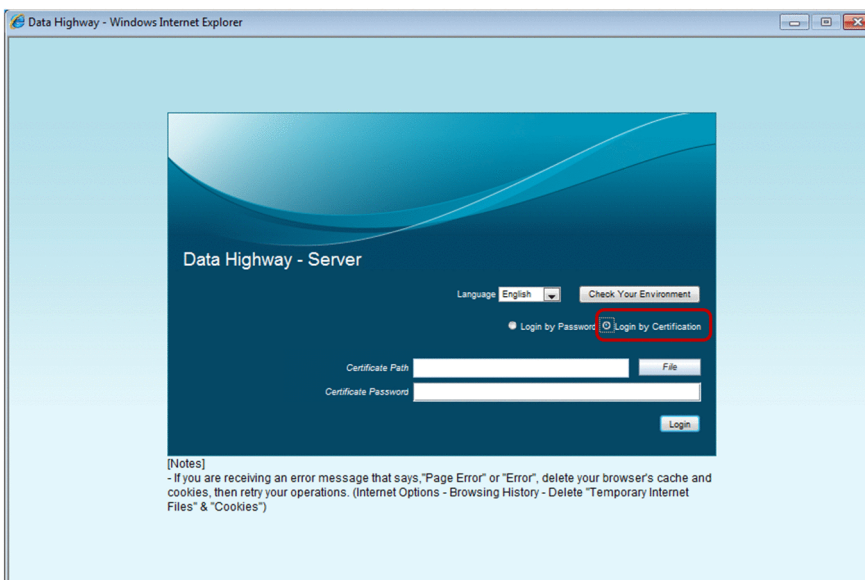 Data Highway - Windows Internet Explorer
Data Highway - Server
Language English Check Your Environment
Login by Password Login by Certification
Certificate Path File
Certificate Password
Login
[Notes]
- If you are receiving an error message that says,"Page Error" or "Error", delete your browser's cache and
cookies, then retry your operations. (Internet Options - Browsing History - Delete "Temporary Internet
Files" & "Cookies")